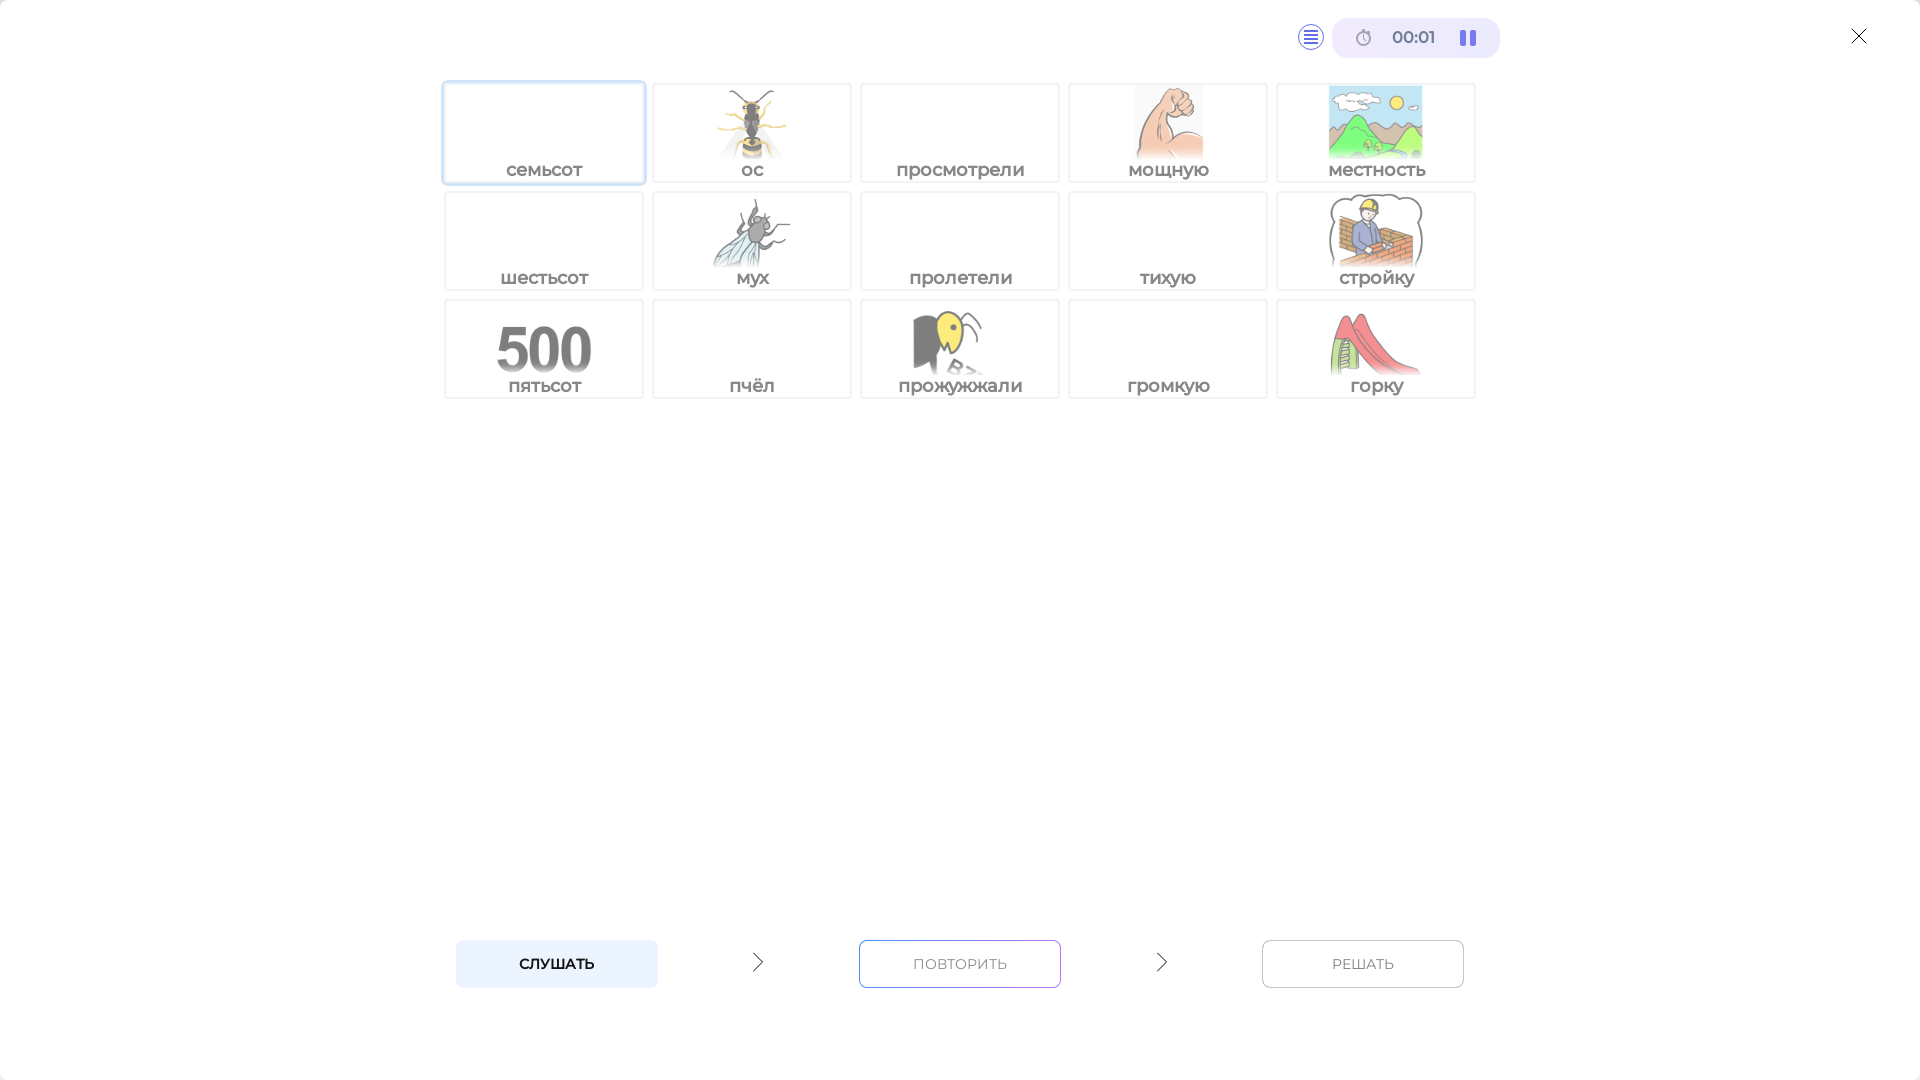 00:01
семьсот ос просмотрели мощную местность
шестьсот мух пролетели тихую стройку
500
пятьсот пчёл прожужжали громкую горку
СЛУШАТЬ ПОВТОРИТЬ РЕШАТЬ